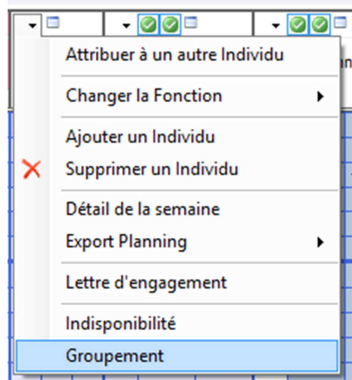 Attribuer à un autre Individu
Changer la Fonction
Ajouter un Individu
Supprimer un Individu
Détail de la semaine
Export Planning
Lettre d'engagement
Indisponibilité
Groupement